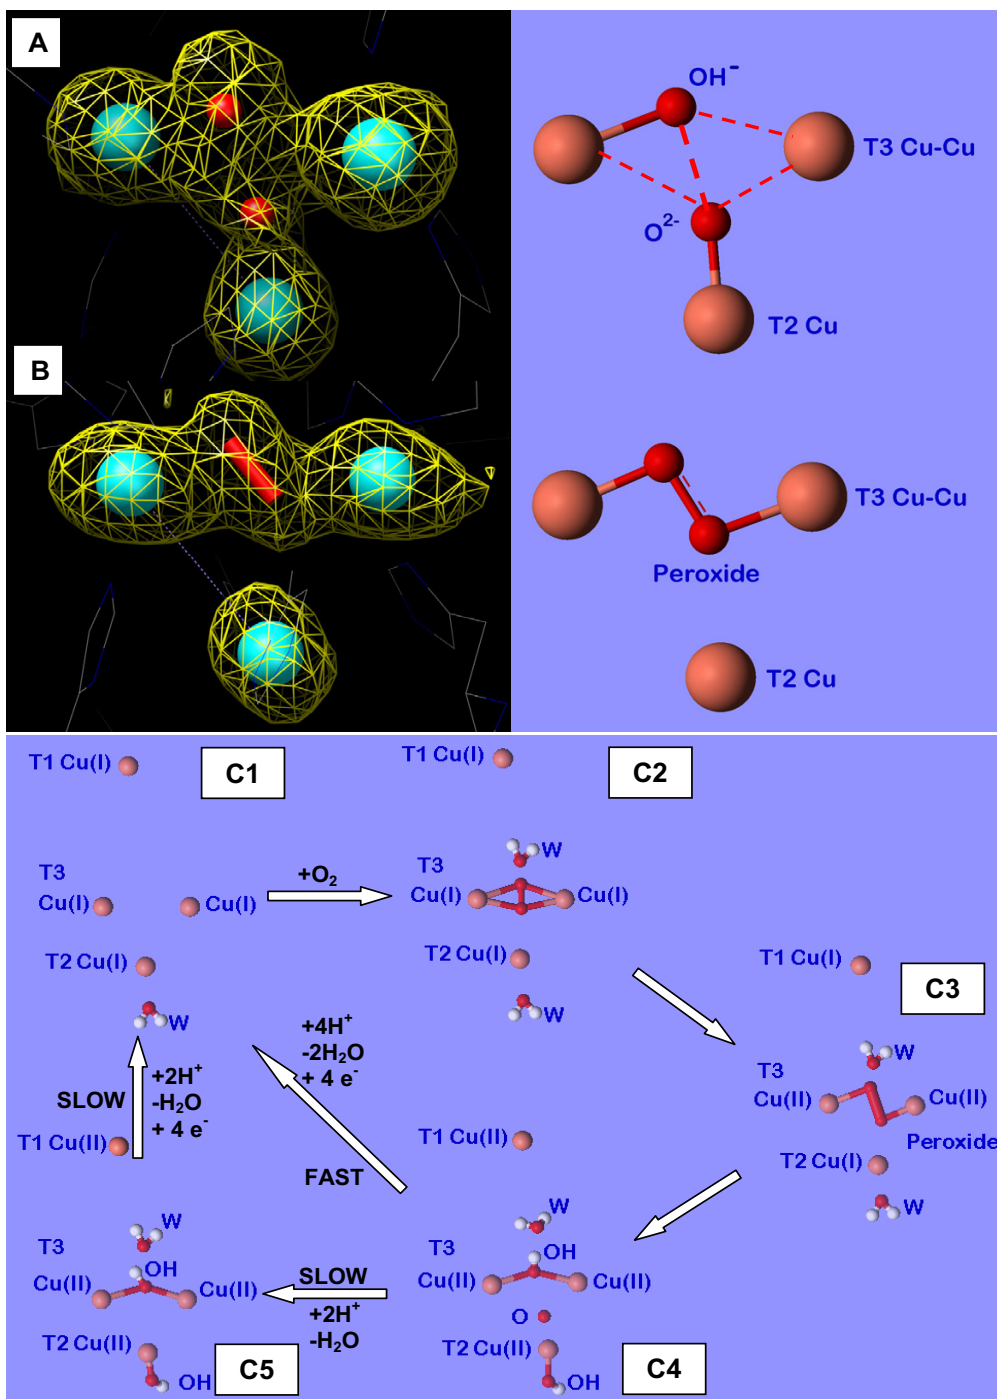 A
OH⁻
T3 Cu-Cu
O²⁻
T2 Cu
B
T3 Cu-Cu
Peroxide
T2 Cu
T1 Cu(I)
C1
T1 Cu(I)
C2
T3
Cu(I)
Cu(I)
+O₂
W
T3
Cu(I)
Cu(I)
T2 Cu(I)
W
T2 Cu(I)
W
T1 Cu(I)
C3
+4H⁺
-2H₂O
+ 4 e⁻
FAST
SLOW
+2H⁺
-H₂O
+ 4 e⁻
W
T3
Cu(II)
Cu(II)
Peroxide
T2 Cu(I)
W
T1 Cu(II)
T1 Cu(II)
W
T3
OH
Cu(II)
Cu(II)
SLOW
+2H⁺
-H₂O
W
T3
OH
Cu(II)
Cu(II)
O
T2 Cu(II)
OH
C5
T2 Cu(II)
OH
C4